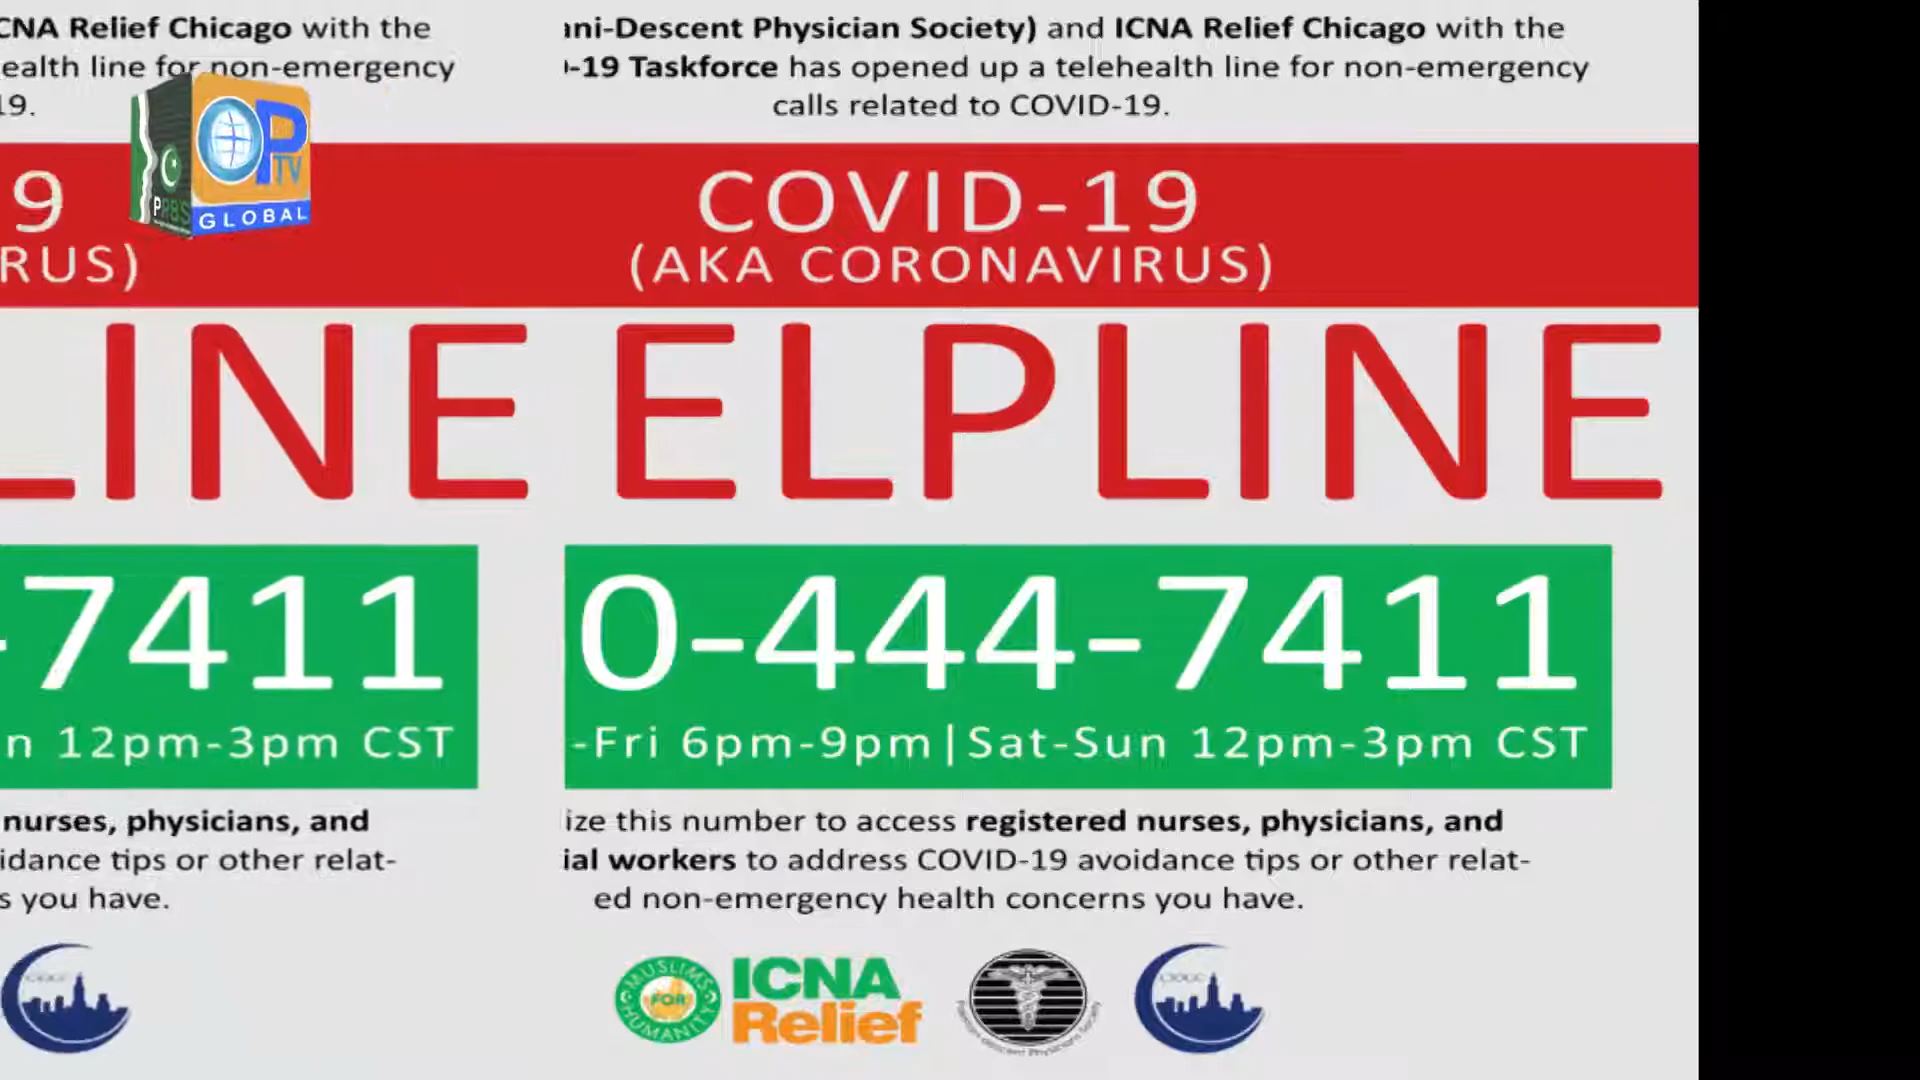 CNA Relief Chicago with the
ealth line for non-emergency
19.
9
RUS)
LINE
-7411
n 12pm-3pm CST
nurses, physicians, and
idance tips or other relat-
s you have.
OP
TV
GLOBAL
ni-Descent Physician Society) and ICNA Relief Chicago with the
-19 Taskforce has opened up a telehealth line for non-emergency
calls related to COVID-19.
COVID-19
(AKA CORONAVIRUS)
ELPLINE
0-444-7411
-Fri 6pm-9pm|Sat-Sun 12pm-3pm CST
ize this number to access registered nurses, physicians, and
ial workers to address COVID-19 avoidance tips or other relat-
ed non-emergency health concerns you have.
MUSLIMS FOR HUMANITY
ICNA
Relief